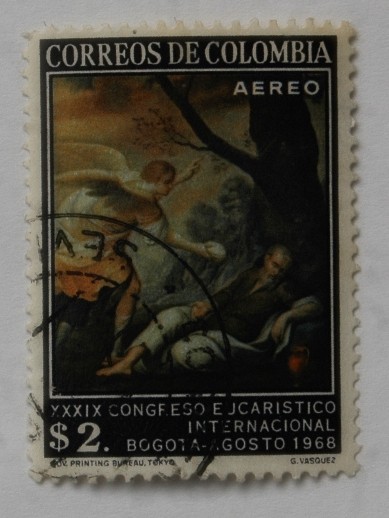 CORREOS DE COLOMBIA
AEREO
XXXIX CONGRESO EUCARISTICO
INTERNACIONAL
$2. BOGOTA-AGOSTO 1968
GOV. PRINTING BUREAU, TOKYO G. VASQUEZ